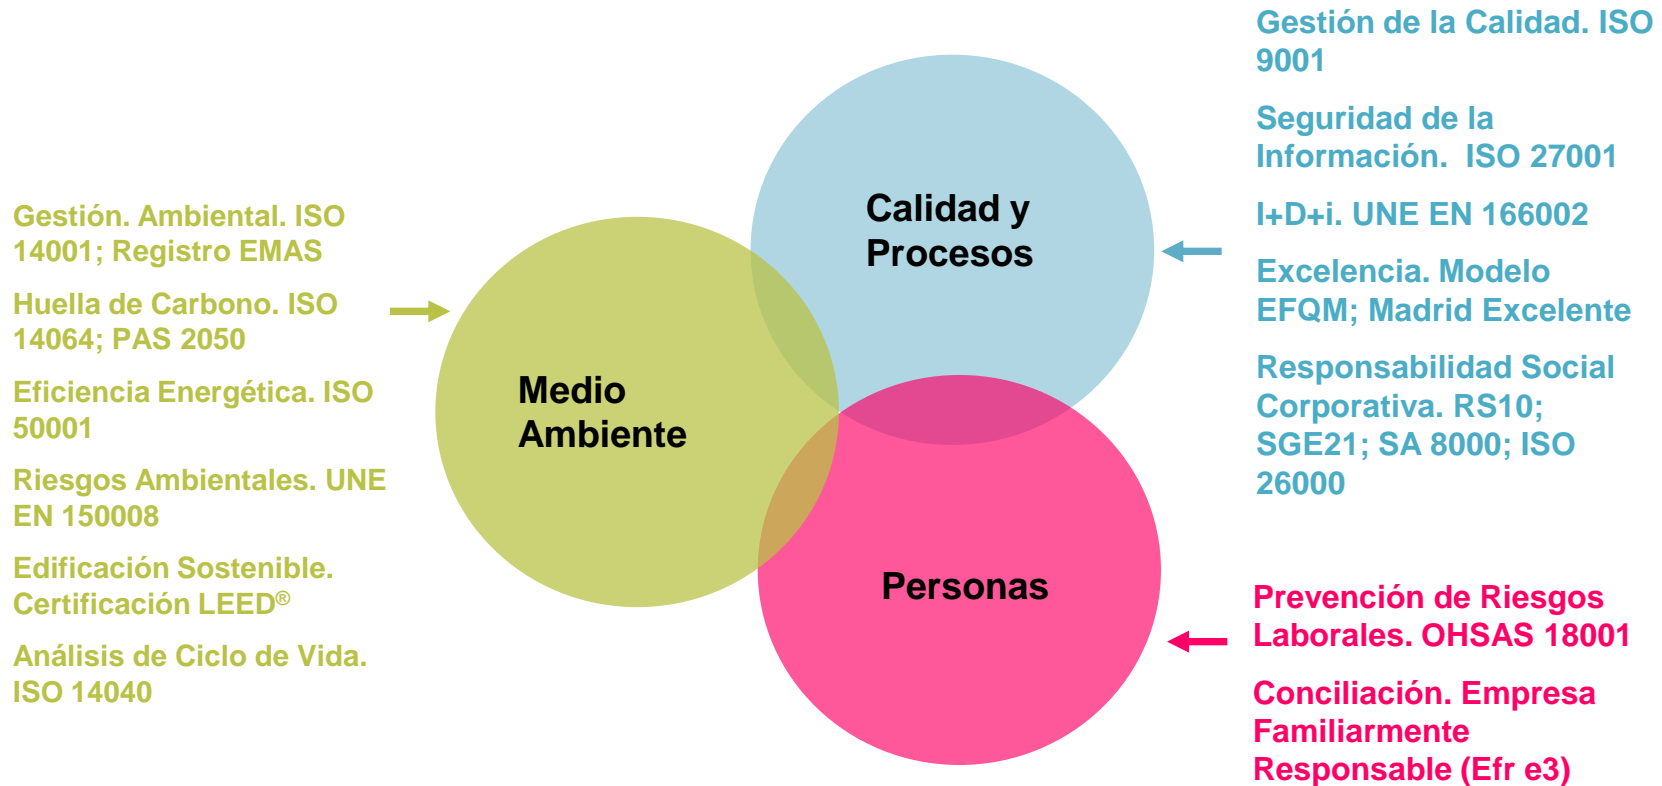 Gestión. Ambiental. ISO
14001; Registro EMAS
Huella de Carbono. ISO
14064; PAS 2050
Eficiencia Energética. ISO
50001
Riesgos Ambientales. UNE
EN 150008
Edificación Sostenible.
Certificación LEED®
Análisis de Ciclo de Vida.
ISO 14040
Medio
Ambiente
Calidad y
Procesos
Personas
Gestión de la Calidad. ISO
9001
Seguridad de la
Información.  ISO 27001
I+D+i. UNE EN 166002
Excelencia. Modelo
EFQM; Madrid Excelente
Responsabilidad Social
Corporativa. RS10;
SGE21; SA 8000; ISO
26000
Prevención de Riesgos
Laborales. OHSAS 18001
Conciliación. Empresa
Familiarmente
Responsable (Efr e3)